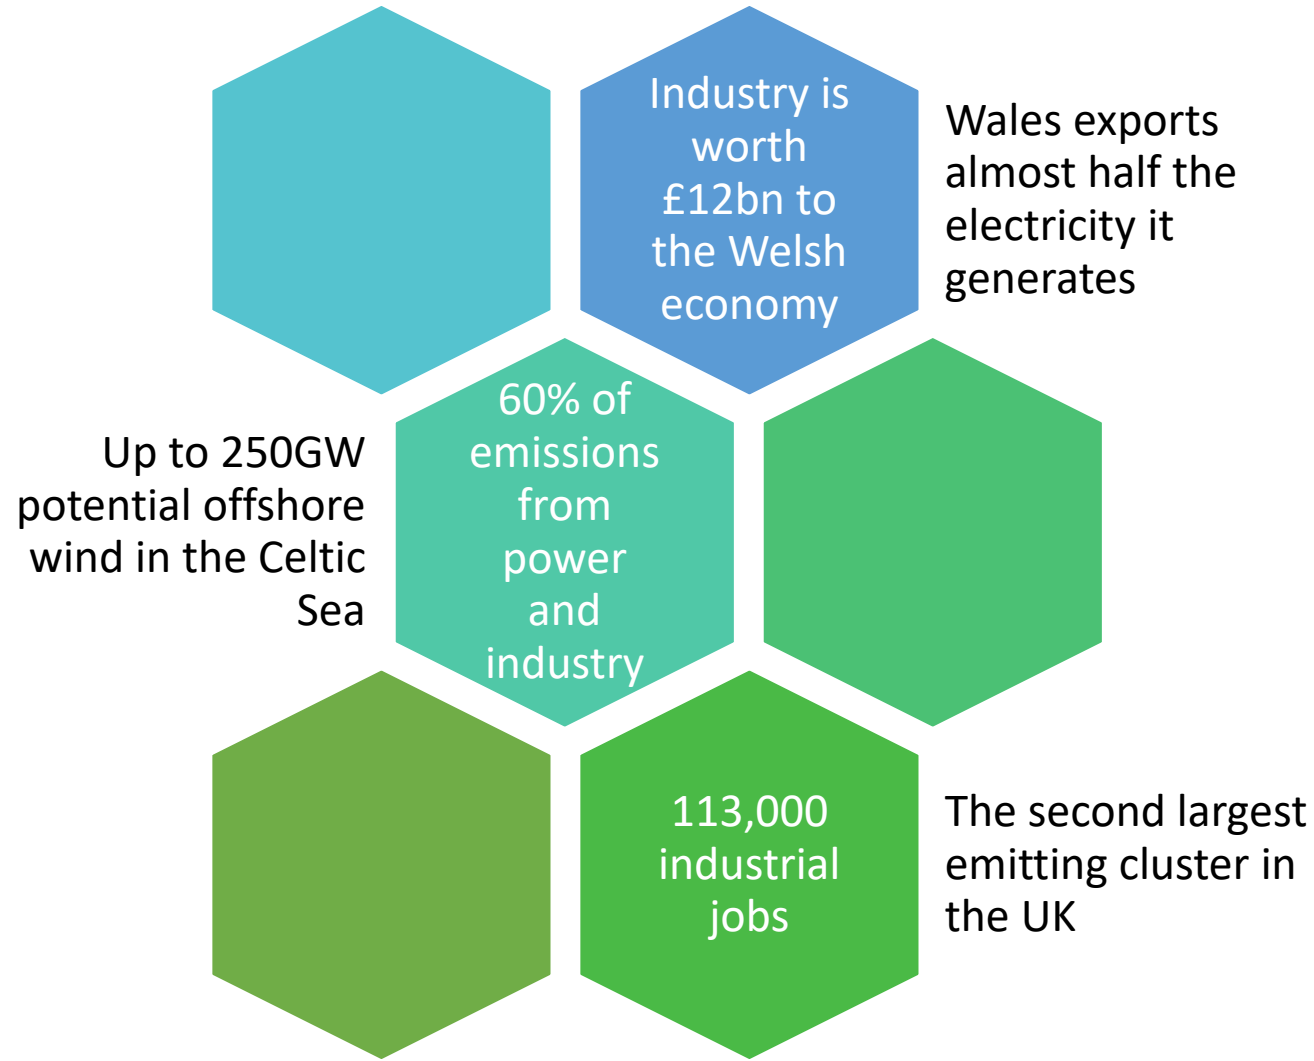 Industry is
worth
£12bn to
the Welsh
economy
Wales exports
almost half the
electricity it
generates
Up to 250GW
potential offshore
wind in the Celtic
Sea
60% of
emissions
from
power
and
industry
113,000
industrial
jobs
The second largest
emitting cluster in
the UK